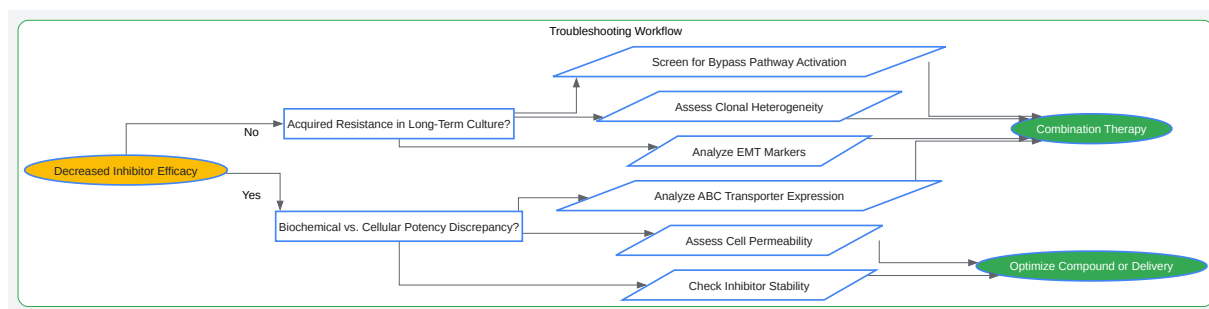 Troubleshooting Workflow
Screen for Bypass Pathway Activation
Assess Clonal Heterogeneity
Acquired Resistance in Long-Term Culture?
Combination Therapy
No
Analyze EMT Markers
Decreased Inhibitor Efficacy
Yes
Analyze ABC Transporter Expression
Biochemical vs. Cellular Potency Discrepancy?
Assess Cell Permeability
Optimize Compound or Delivery
Check Inhibitor Stability